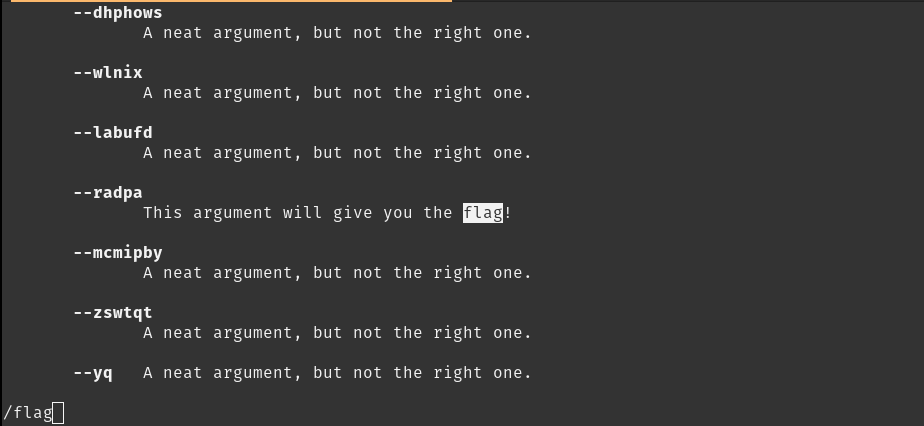 --dhphows
A neat argument, but not the right one.
--wlnix
A neat argument, but not the right one.
--labufd
A neat argument, but not the right one.
--radpa
This argument will give you the flag!
--mcmipby
A neat argument, but not the right one.
--zswtqt
A neat argument, but not the right one.
--yq A neat argument, but not the right one.
/flag